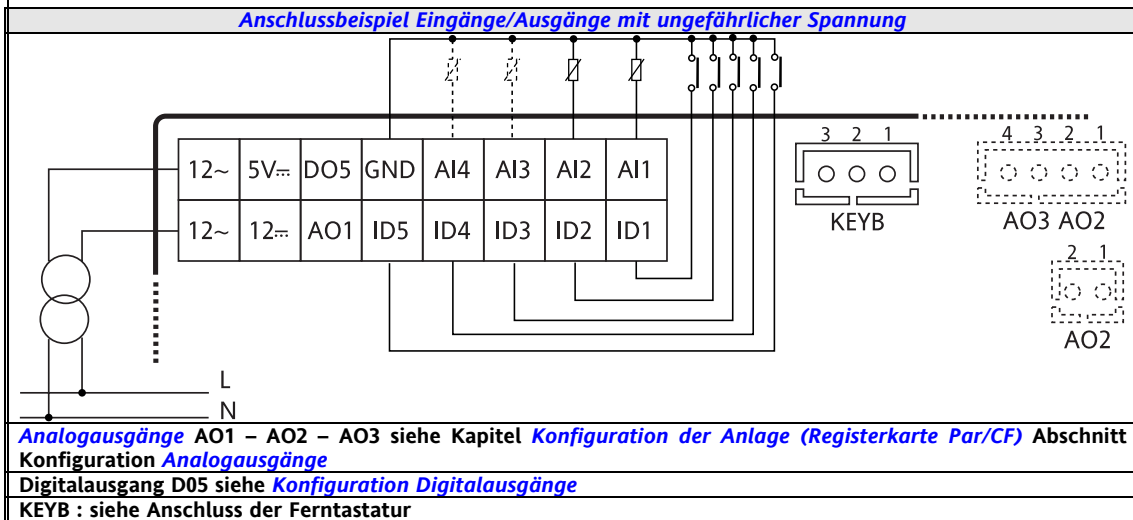 Anschlussbeispiel Eingänge/Ausgänge mit ungefährlicher Spannung
3 2 1
4 3 2 1
12~ 5V⎓ DO5 GND AI4 AI3 AI2 AI1
KEYB
AO3 AO2
12~ 12⎓ AO1 ID5 ID4 ID3 ID2 ID1
2 1
AO2
L
N
Analogausgänge AO1 – AO2 – AO3 siehe Kapitel Konfiguration der Anlage (Registerkarte Par/CF) Abschnitt
Konfiguration Analogausgänge
Digitalausgang D05 siehe Konfiguration Digitalausgänge
KEYB : siehe Anschluss der Ferntastatur